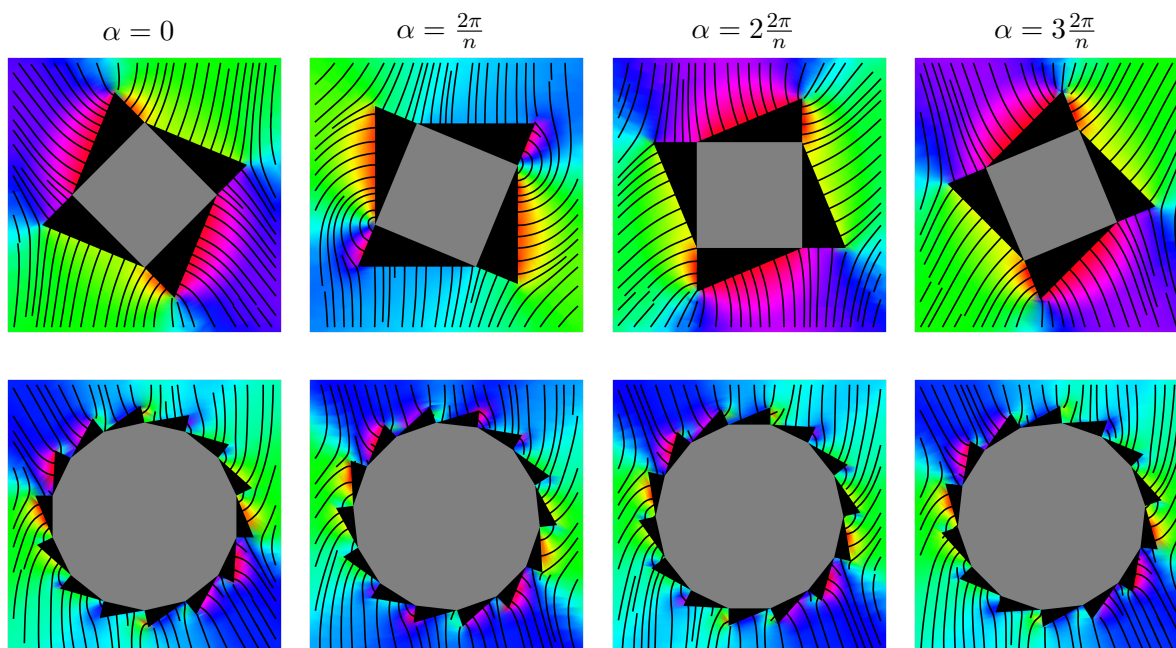 α = 0 α = 2π/n α = 2 2π/n α = 3 2π/n